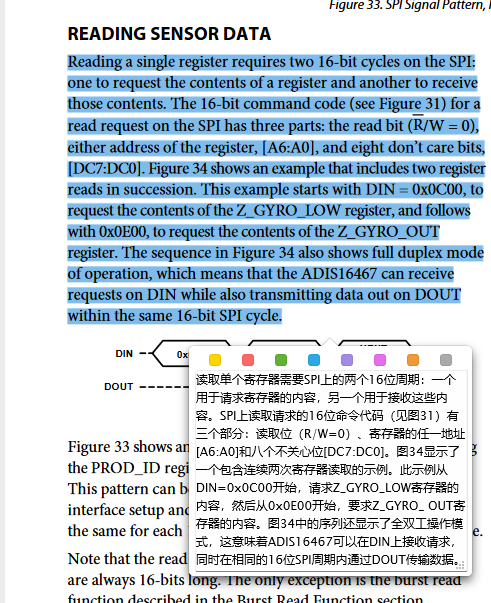 Figure 33. SPI Signal Pattern,
READING SENSOR DATA
Reading a single register requires two 16-bit cycles on the SPI:
one to request the contents of a register and another to receive
those contents. The 16-bit command code (see Figure 31) for a
read request on the SPI has three parts: the read bit (R̅/W = 0),
either address of the register, [A6:A0], and eight don’t care bits,
[DC7:DC0]. Figure 34 shows an example that includes two register
reads in succession. This example starts with DIN = 0x0C00, to
request the contents of the Z_GYRO_LOW register, and follows
with 0x0E00, to request the contents of the Z_GYRO_OUT
register. The sequence in Figure 34 also shows full duplex mode
of operation, which means that the ADIS16467 can receive
requests on DIN while also transmitting data out on DOUT
within the same 16-bit SPI cycle.
DIN
0x
DOUT
读取单个寄存器需要SPI上的两个16位周期：一个
用于请求寄存器的内容，另一个用于接收这些内
容。SPI上读取请求的16位命令代码（见图31）有
三个部分：读取位（R/W=0）、寄存器的任一地址
[A6:A0]和八个不关心位[DC7:DC0]。图34显示了
一个包含连续两次寄存器读取的示例。此示例从
DIN=0x0C00开始，请求Z_GYRO_LOW寄存器的
内容，然后从0x0E00开始，要求Z_GYRO_ OUT寄
存器的内容。图34中的序列还显示了全双工操作模
式，这意味着ADIS16467可以在DIN上接收请求，
同时在相同的16位SPI周期内通过DOUT传输数据。
Figure 33 shows an
the PROD_ID regi
This pattern can b
interface setup and
the same for each
Note that the read
are always 16-bits long. The only exception is the burst read
function described in the Burst Read Function section.